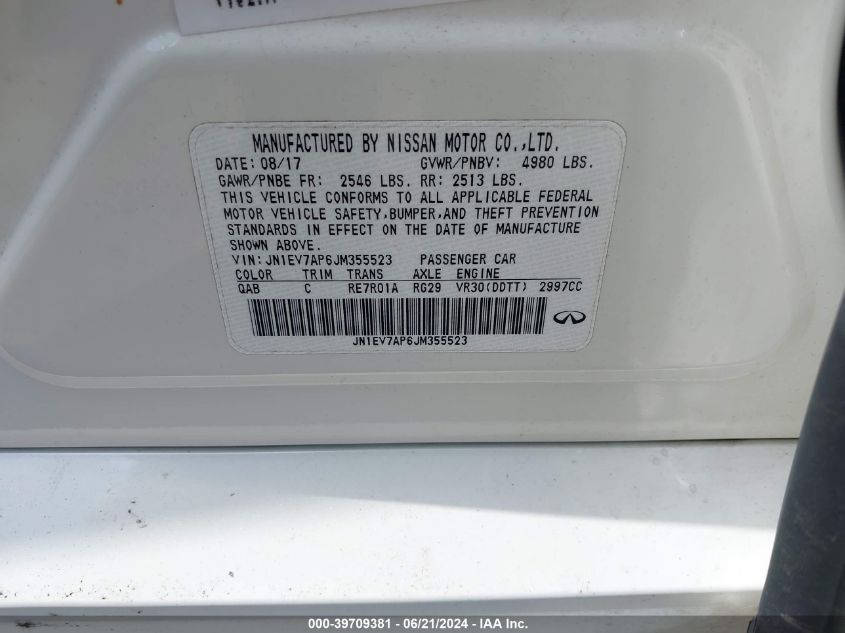 MANUFACTURED BY NISSAN MOTOR CO.,LTD.
DATE: 08/17 GVWR/PNBV: 4980 LBS.
GAWR/PNBE FR: 2546 LBS. RR: 2513 LBS.
THIS VEHICLE CONFORMS TO ALL APPLICABLE FEDERAL
MOTOR VEHICLE SAFETY,BUMPER,AND THEFT PREVENTION
STANDARDS IN EFFECT ON THE DATE OF MANUFACTURE
SHOWN ABOVE.
VIN: JN1EV7AP6JM355523 PASSENGER CAR
COLOR TRIM TRANS AXLE ENGINE
QAB C RE7R01A RG29 VR30(DDTT) 2997CC
JN1EV7AP6JM355523
000-39709381 - 06/21/2024 - IAA Inc.